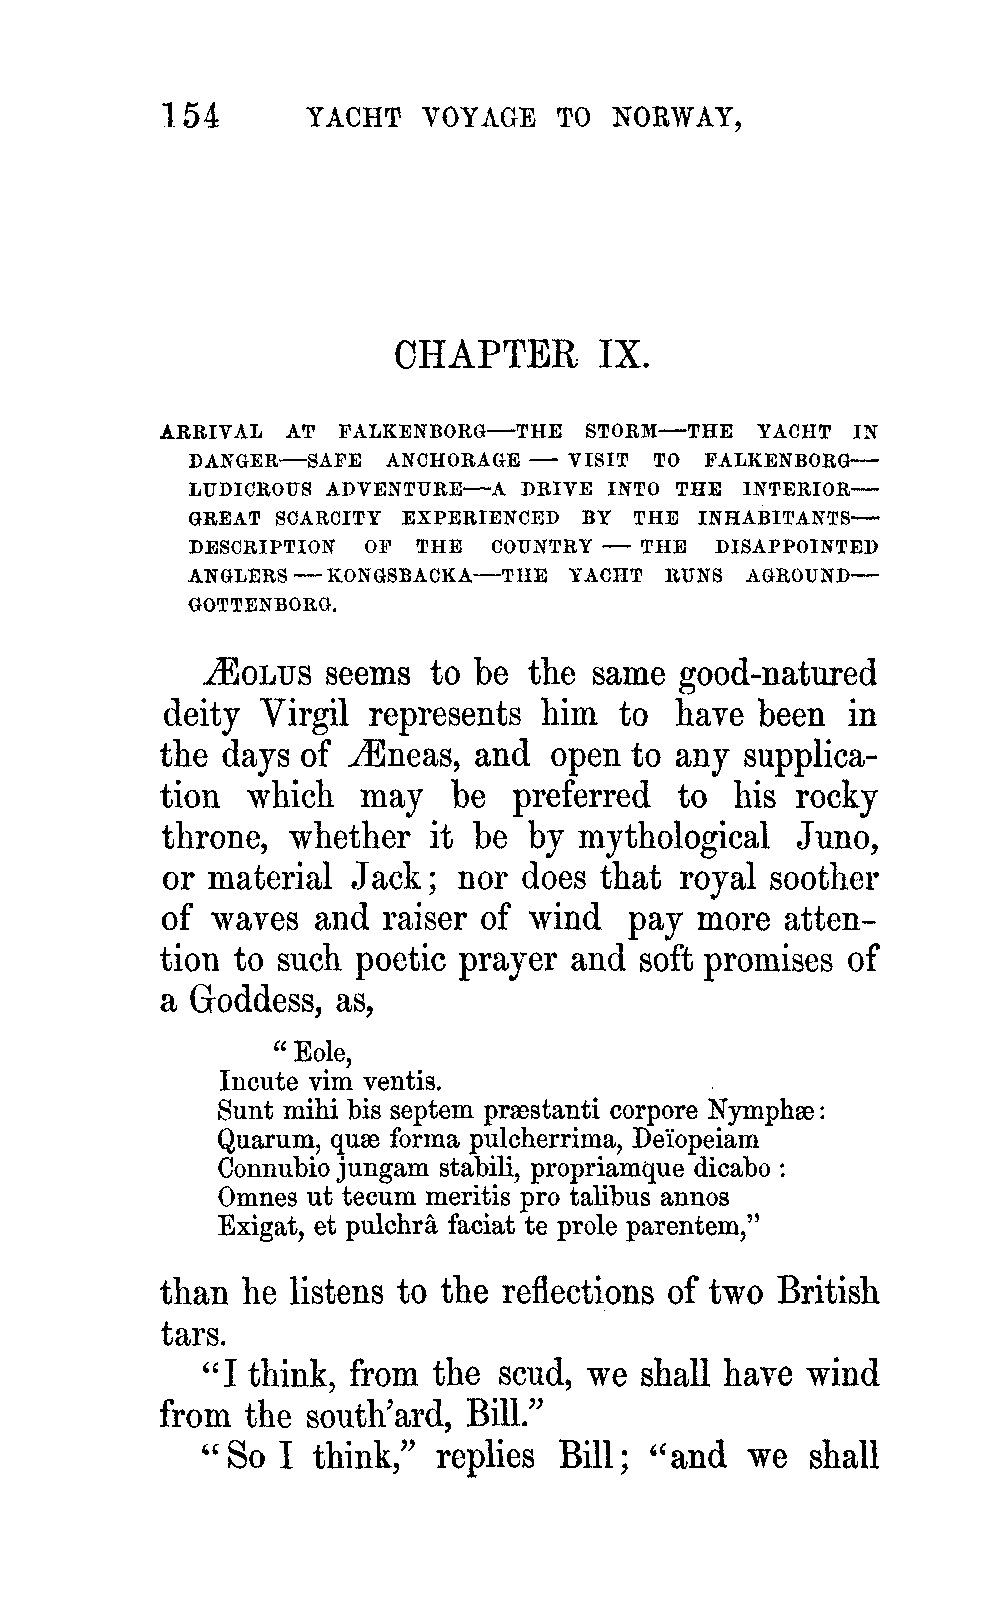 154 YACHT VOYAGE TO NORWAY,
CHAPTER IX.
ARRIVAL AT FALKENBORG—THE STORM—THE YACHT IN
DANGER—SAFE ANCHORAGE — VISIT TO FALKENBORG—
LUDICROUS ADVENTURE—A DRIVE INTO THE INTERIOR—
GREAT SCARCITY EXPERIENCED BY THE INHABITANTS—
DESCRIPTION OF THE COUNTRY — THE DISAPPOINTED
ANGLERS — KONGSBACKA—THE YACHT RUNS AGROUND—
GOTTENBORG.
ÆOLUS seems to be the same good-natured
deity Virgil represents him to have been in
the days of Æneas, and open to any supplica-
tion which may be preferred to his rocky
throne, whether it be by mythological Juno,
or material Jack; nor does that royal soother
of waves and raiser of wind pay more atten-
tion to such poetic prayer and soft promises of
a Goddess, as,
“Eole,
Incute vim ventis.
Sunt mihi bis septem præstanti corpore Nymphæ:
Quarum, quæ forma pulcherrima, Deïopeiam
Connubio jungam stabili, propriamque dicabo :
Omnes ut tecum meritis pro talibus annos
Exigat, et pulchrâ faciat te prole parentem,”
than he listens to the reflections of two British
tars.
“I think, from the scud, we shall have wind
from the south’ard, Bill.”
“So I think,” replies Bill; “and we shall